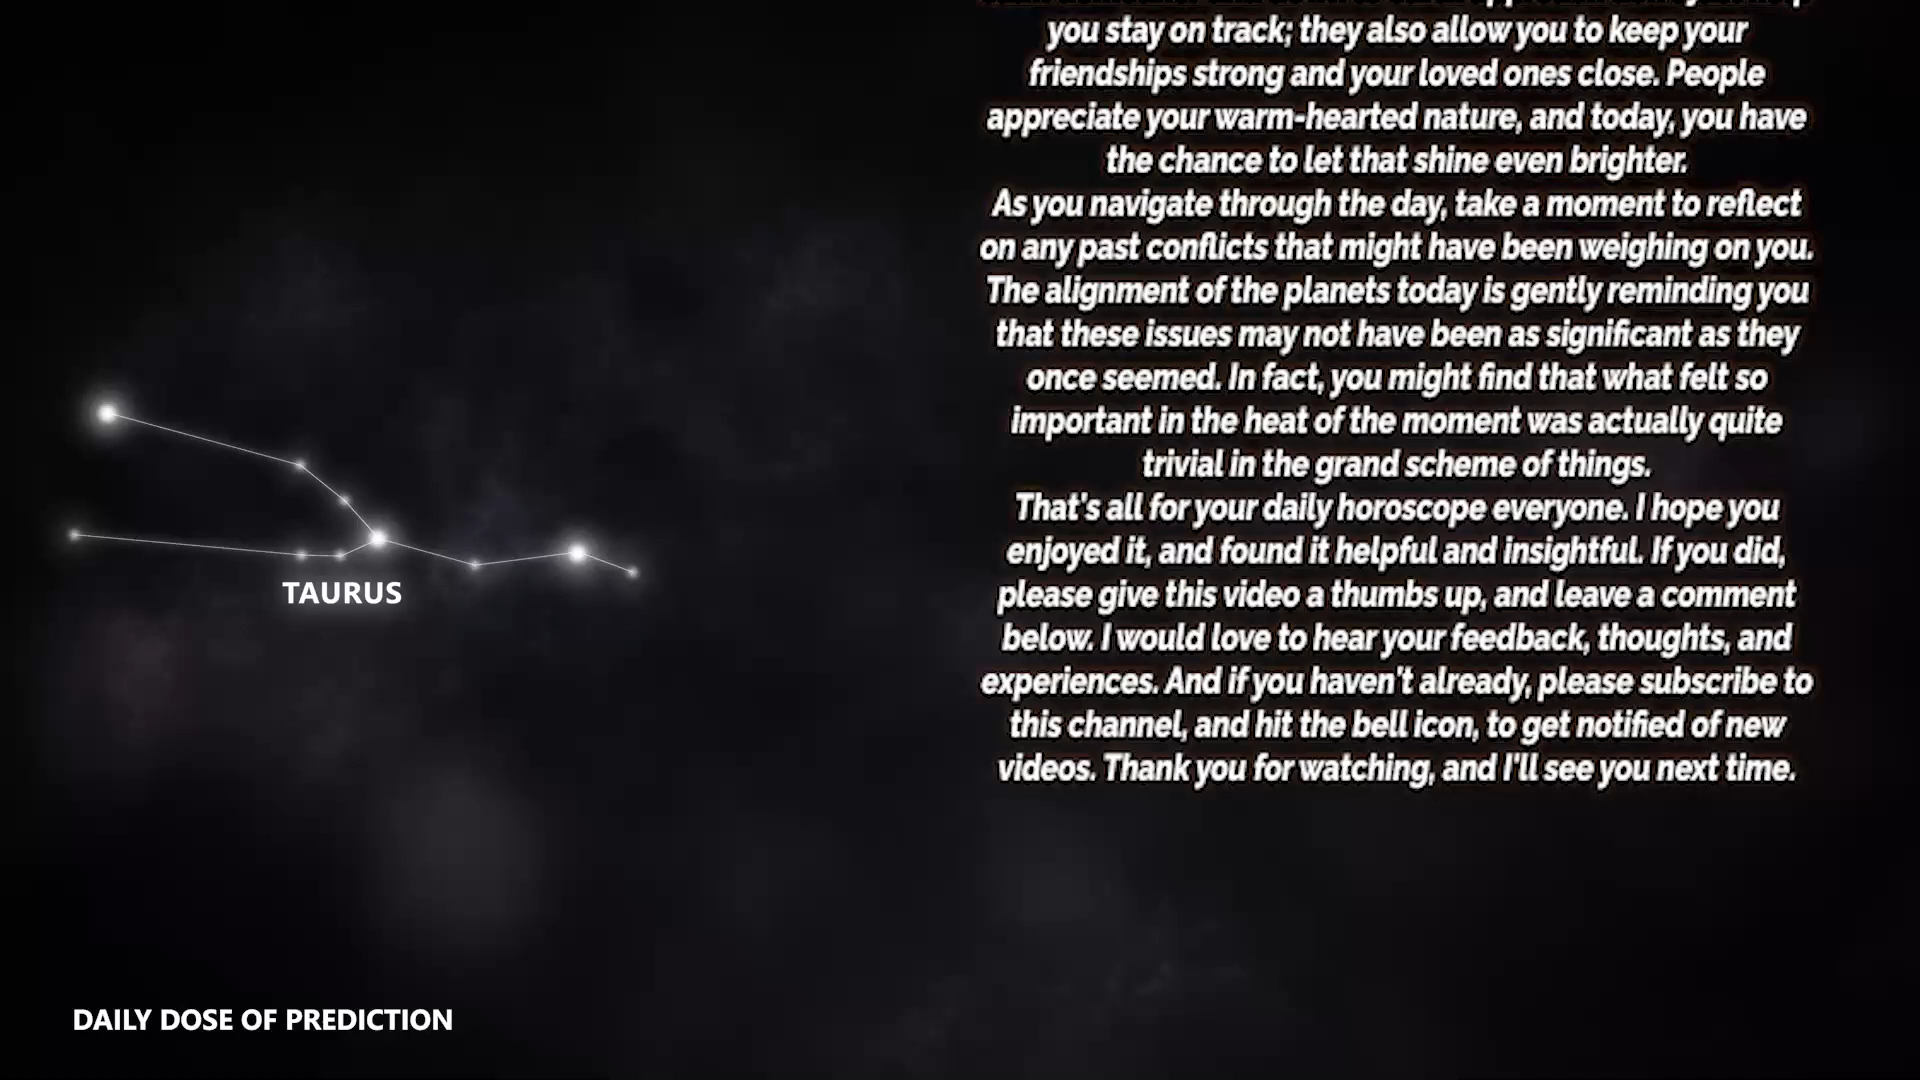 you stay on track; they also allow you to keep your
friendships strong and your loved ones close. People
appreciate your warm-hearted nature, and today, you have
the chance to let that shine even brighter.
As you navigate through the day, take a moment to reflect
on any past conflicts that might have been weighing on you.
The alignment of the planets today is gently reminding you
that these issues may not have been as significant as they
once seemed. In fact, you might find that what felt so
important in the heat of the moment was actually quite
trivial in the grand scheme of things.
That's all for your daily horoscope everyone. I hope you
enjoyed it, and found it helpful and insightful. If you did,
please give this video a thumbs up, and leave a comment
below. I would love to hear your feedback, thoughts, and
experiences. And if you haven't already, please subscribe to
this channel, and hit the bell icon, to get notified of new
videos. Thank you for watching, and I'll see you next time.
TAURUS
DAILY DOSE OF PREDICTION